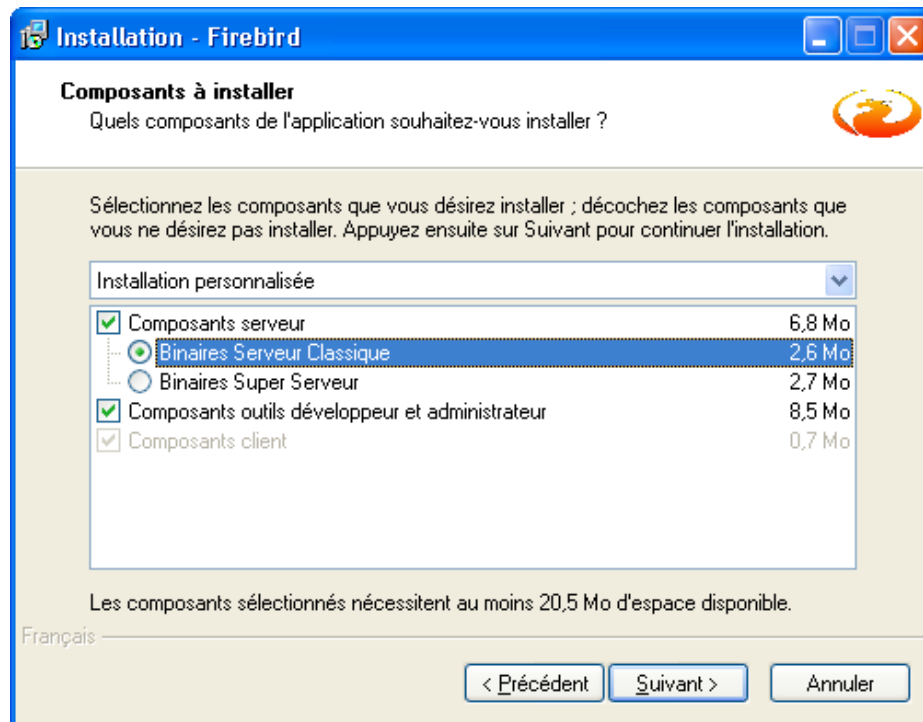 Installation - Firebird
Composants à installer
Quels composants de l'application souhaitez-vous installer ?
Sélectionnez les composants que vous désirez installer ; décochez les composants que
vous ne désirez pas installer. Appuyez ensuite sur Suivant pour continuer l'installation.
Installation personnalisée
Composants serveur 6,8 Mo
Binaires Serveur Classique 2,6 Mo
Binaires Super Serveur 2,7 Mo
Composants outils développeur et administrateur 8,5 Mo
Composants client 0,7 Mo
Les composants sélectionnés nécessitent au moins 20,5 Mo d'espace disponible.
Français
< Précédent Suivant > Annuler